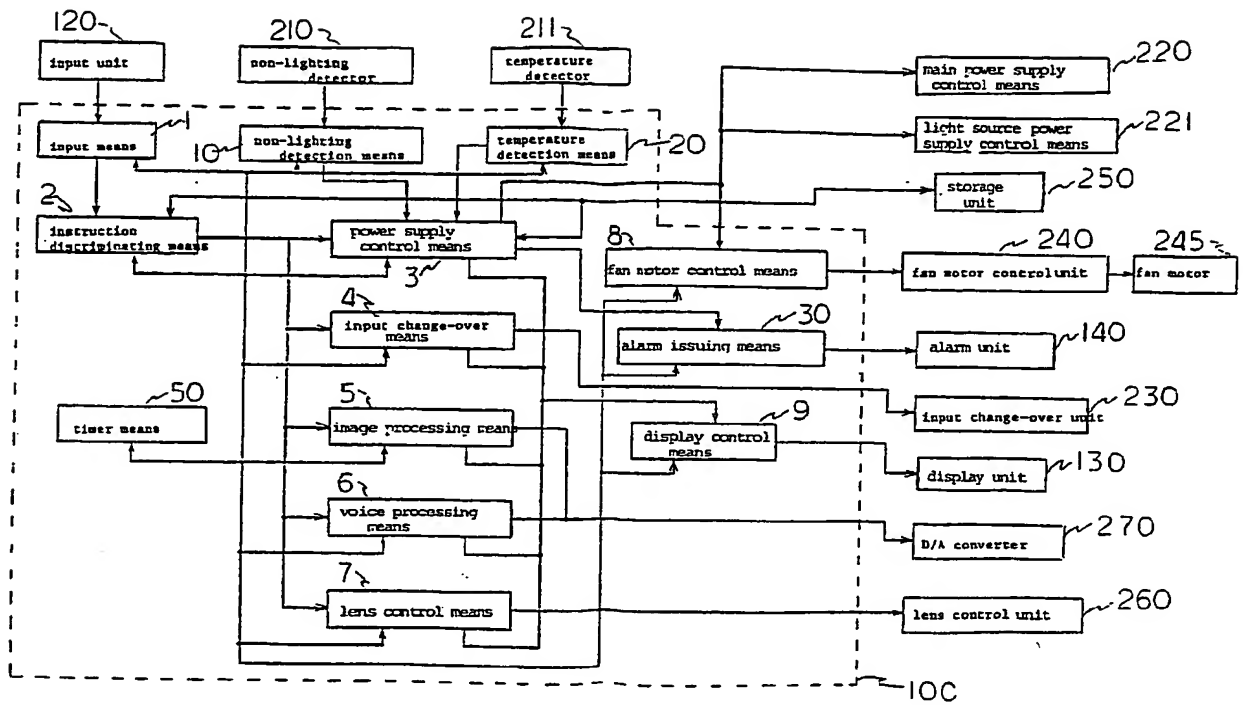 120
210
211
input unit
non-lighting
detector
temperature
detector
main power supply
control means
220
1
input means
10
non-lighting
detection means
temperature
detection means
20
light source power
supply control means
221
storage
unit
250
2
instruction
discriplinating means
power supply
control means
3
8
fan motor control means
240
fan motor control unit
245
fan motor
4
input change-over
means
30
alarm issuing means
alarm unit
140
50
timer means
5
image processing means
9
display control
means
input change-over unit
230
display unit
130
6
voice processing
means
D/A converter
270
7
lens control means
lens control unit
260
10C